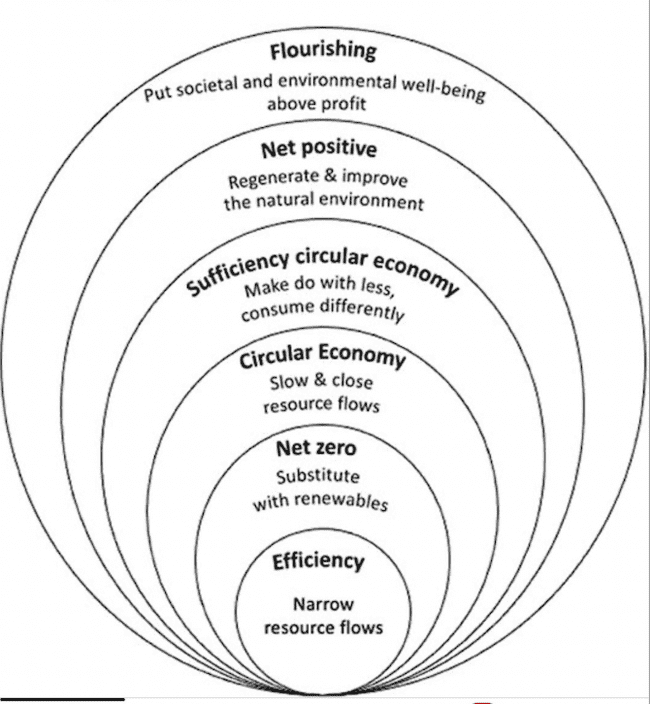 Flourishing
Put societal and environmental well-being
above profit
Net positive
Regenerate & improve
the natural environment
Sufficiency circular economy
Make do with less,
consume differently
Circular Economy
Slow & close
resource flows
Net zero
Substitute
with renewables
Efficiency
Narrow
resource flows